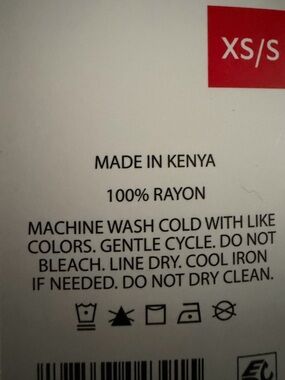 XS/S
MADE IN KENYA
100% RAYON
MACHINE WASH COLD WITH LIKE
COLORS. GENTLE CYCLE. DO NOT
BLEACH. LINE DRY. COOL IRON
IF NEEDED. DO NOT DRY CLEAN.